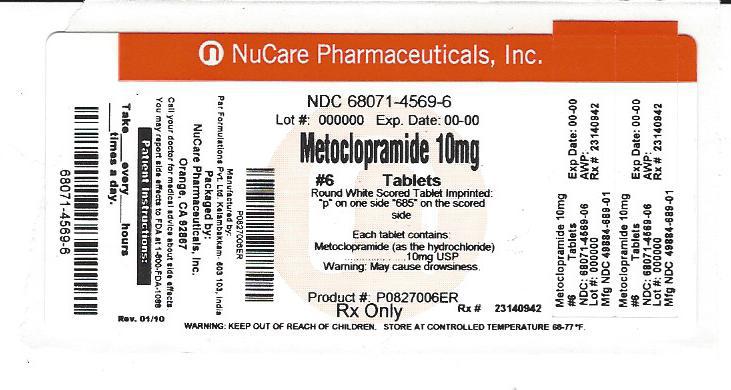 n NuCare Pharmaceuticals, Inc.
NDC 68071-4569-6
Lot #: 000000 Exp. Date: 00-00
Metoclopramide 10mg
#6 Tablets
Round White Scored Tablet Imprinted:
"p" on one side "685" on the scored
side
Each tablet contains:
Metoclopramide (as the hydrochloride)
........................10mg USP
Warning: May cause drowsiness.
Product #: P0827006ER
Rx Only
Rx # 23140942
WARNING: KEEP OUT OF REACH OF CHILDREN. STORE AT CONTROLLED TEMPERATURE 68-77°F.
68071-4569-6
Take____every____hours
____times a day.
Patient Instructions:
Call your doctor for medical advice about side effects
You may report side effects to FDA at 1-800-FDA-1088
Rev. 01/10
Packaged by:
NuCare Pharmaceuticals, Inc.
Orange, CA 92867
Manufactured by:
Par Formulations Pvt. Ltd, Kalambakkam- 603 103, India
P0827006ER
Metoclopramide 10mg
#6 Tablets
NDC: 68071-4569-06
Lot #: 000000
Mfg NDC 49884-689-01
Exp Date: 00-00
AWP:
Rx # 23140942
Metoclopramide 10mg
#6 Tablets
NDC: 68071-4569-06
Lot #: 000000
Mfg NDC 49884-689-01
Exp Date: 00-00
AWP:
Rx # 23140942